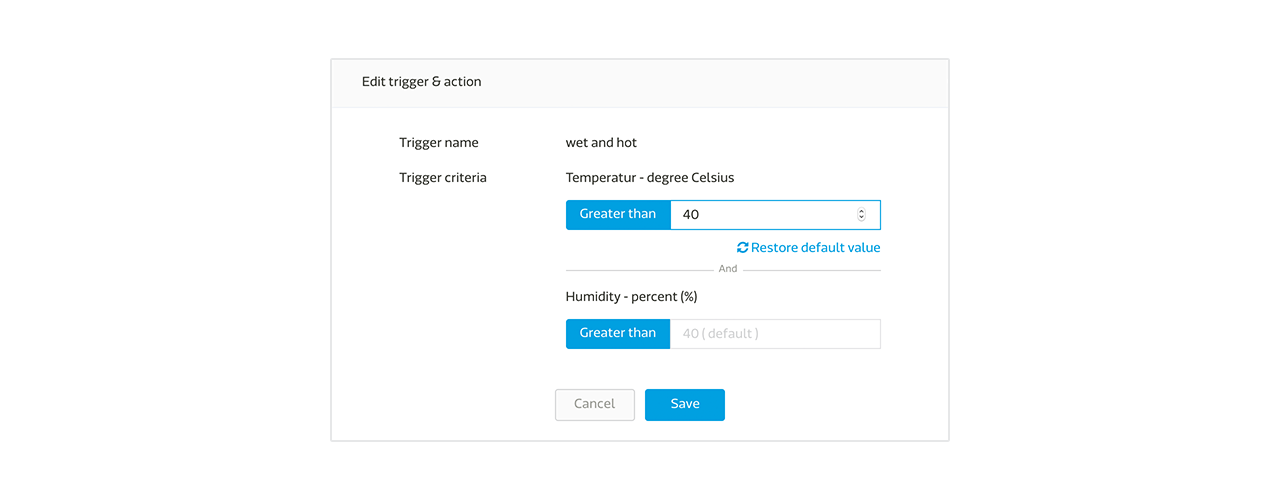 Edit trigger & action
Trigger name wet and hot
Trigger criteria Temperatur - degree Celsius
Greater than 40
Restore default value
And
Humidity - percent (%)
Greater than 40 ( default )
Cancel Save